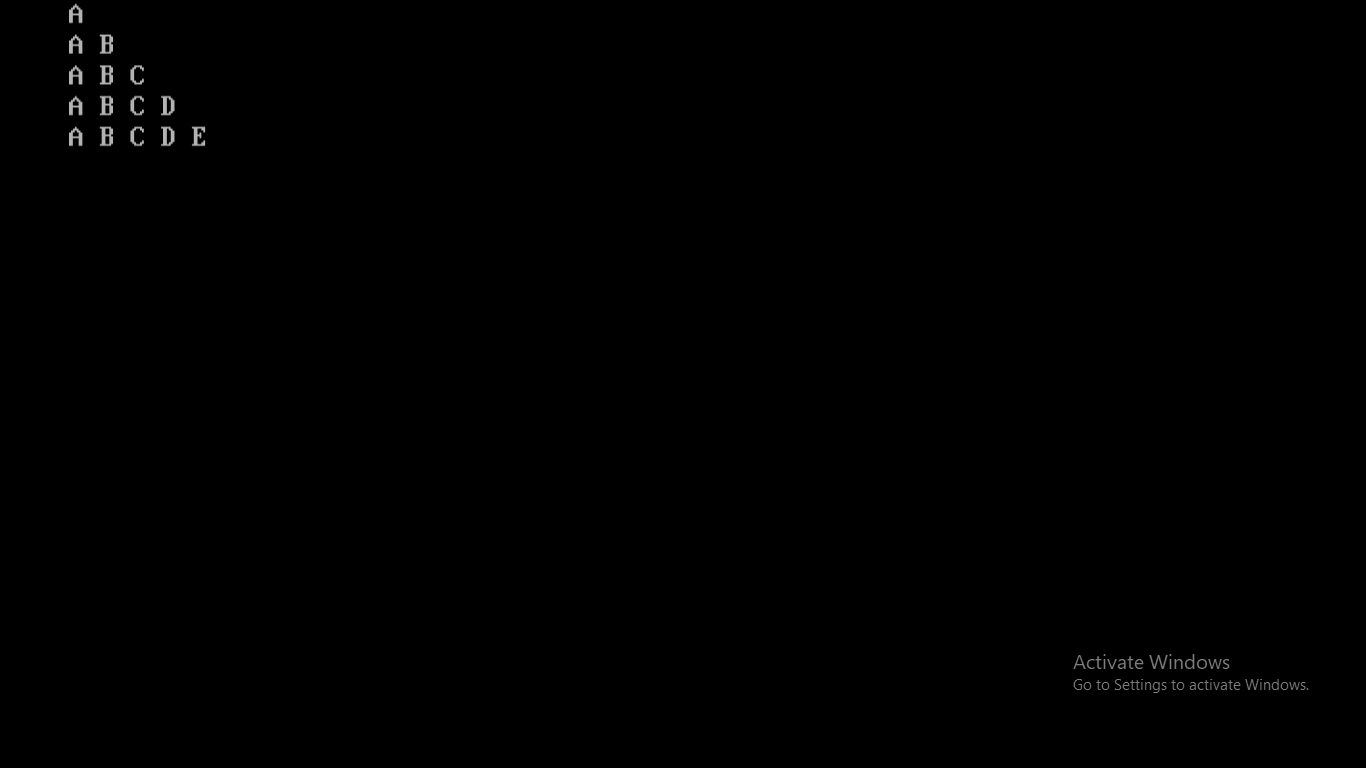 A
A B
A B C
A B C D
A B C D E
Activate Windows
Go to Settings to activate Windows.